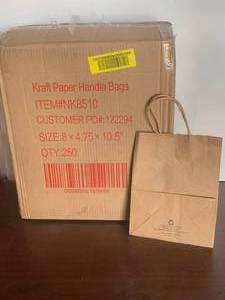 Kraft Paper Handle Bags
ITEM#NK8510
CUSTOMER PO#:122294
SIZE:8×4.75×10.5"
QTY:250